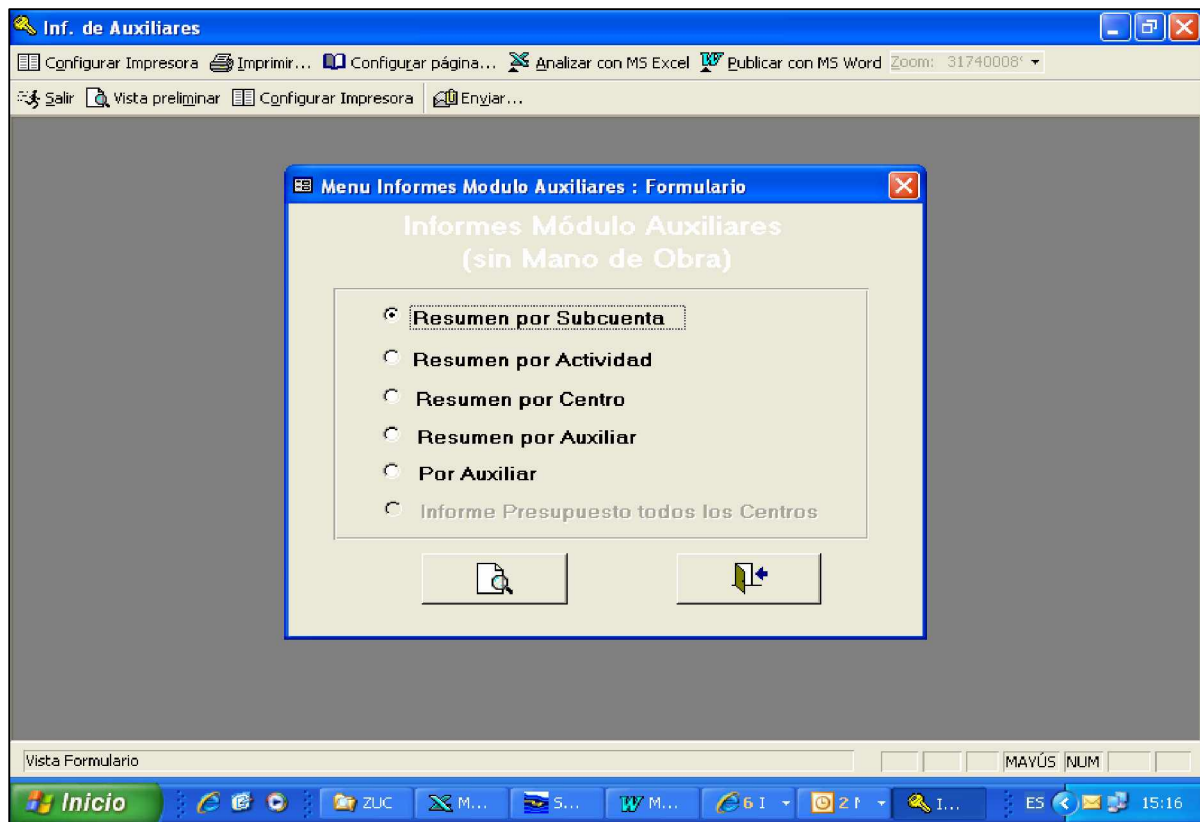 Inf. de Auxiliares
Configurar Impresora Imprimir... Configurar página... Analizar con MS Excel Publicar con MS Word Zoom: 31740008%
Salir Vista preliminar Configurar Impresora Enviar...
Menu Informes Modulo Auxiliares : Formulario
Informes Módulo Auxiliares
(sin Mano de Obra)
Resumen por Subcuenta
Resumen por Actividad
Resumen por Centro
Resumen por Auxiliar
Por Auxiliar
Informe Presupuesto todos los Centros
Vista Formulario MAYÚS NUM
Inicio ZUC M... S... M... 6 I 2 I... ES 15:16